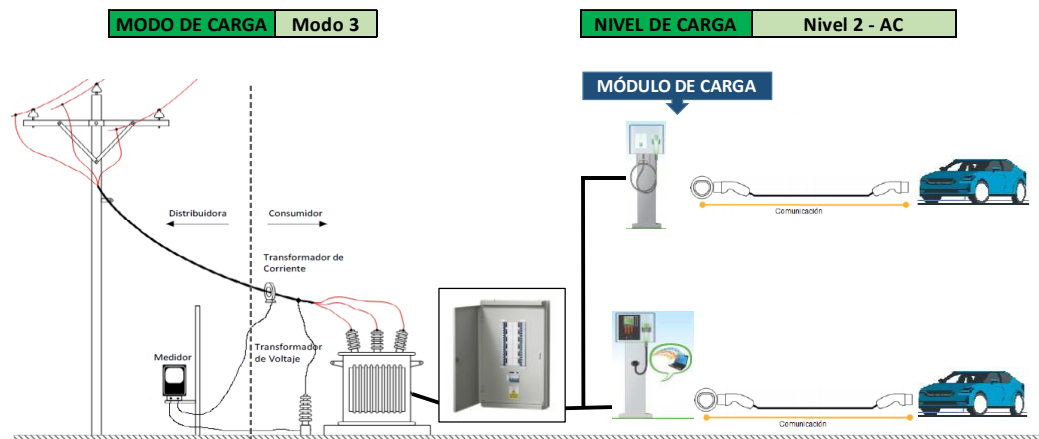 MODO DE CARGA Modo 3
NIVEL DE CARGA Nivel 2 - AC
MÓDULO DE CARGA
Comunicación
Distribuidora
Consumidor
Transformador de
Corriente
Transformador
de Voltaje
Medidor
Comunicación